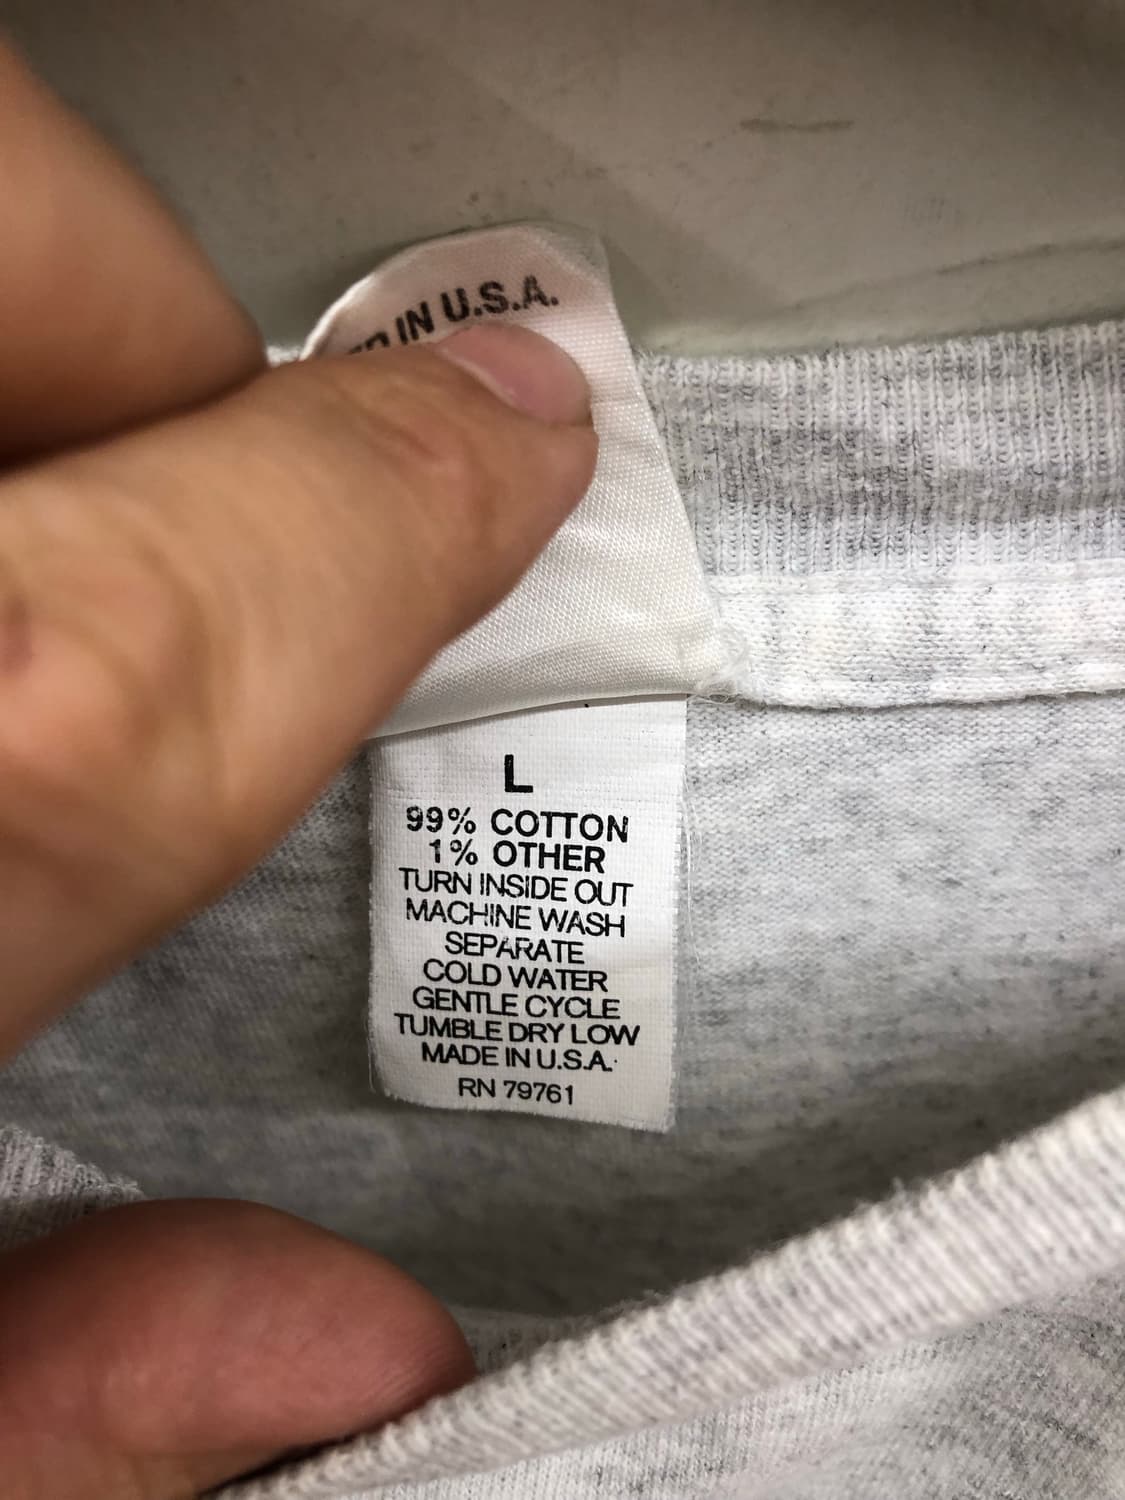 IN U.S.A.
L
99% COTTON
1% OTHER
TURN INSIDE OUT
MACHINE WASH
SEPARATE
COLD WATER
GENTLE CYCLE
TUMBLE DRY LOW
MADE IN U.S.A.
RN 79761